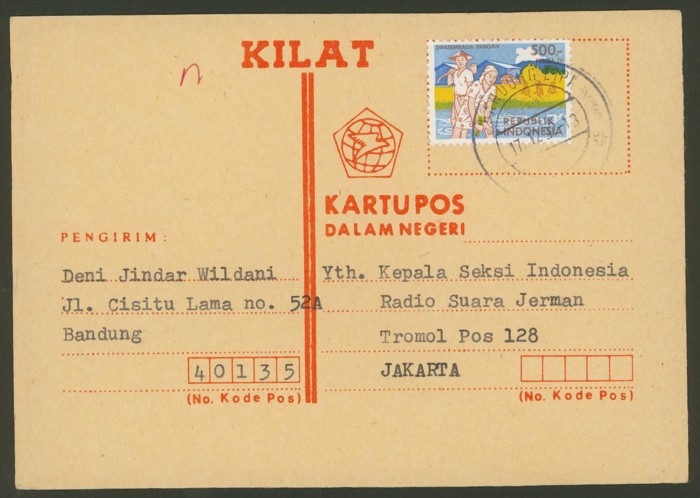 KILAT
n
SWASEMBADA PANGAN
500,-
REPUBLIK
INDONESIA
KARTUPOS
DALAM NEGERI
PENGIRIM :
Deni Jindar Wildani
Jl. Cisitu Lama no. 52A
Bandung
40135
(No. Kode Pos)
Yth. Kepala Seksi Indonesia
Radio Suara Jerman
Tromol Pos 128
JAKARTA
(No. Kode Pos)